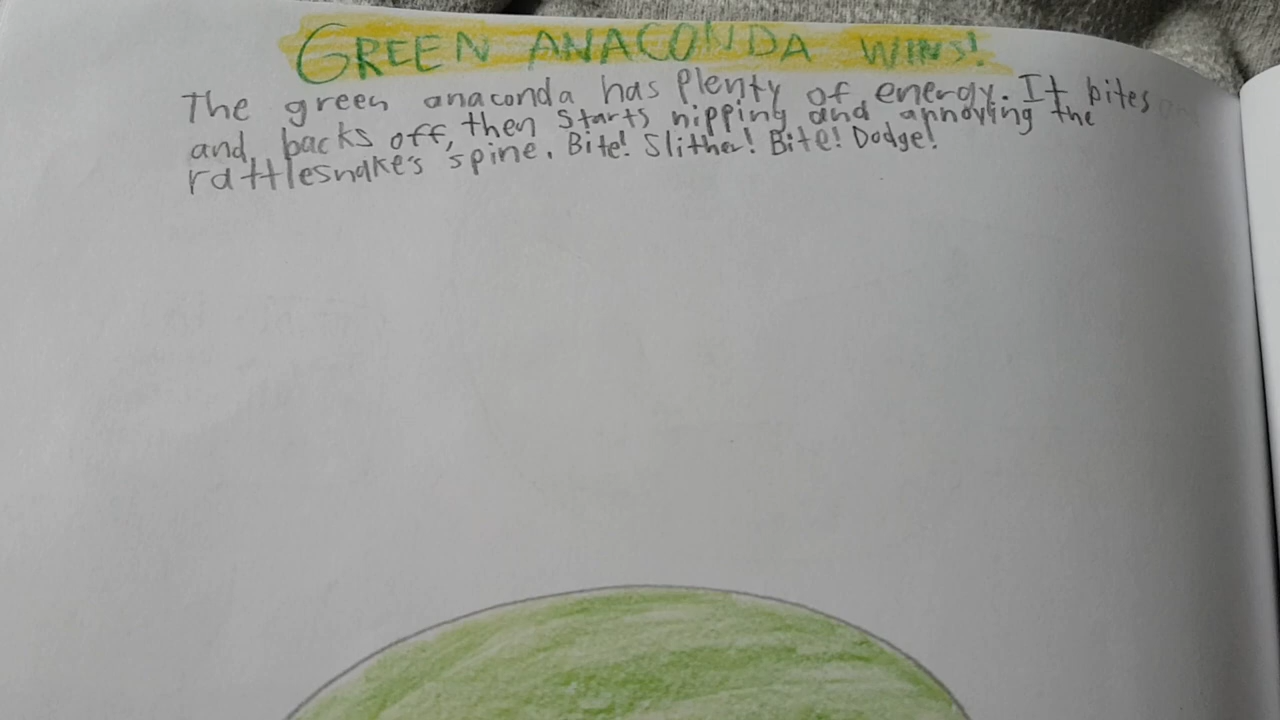 GREEN ANACONDA WINS!
The green anaconda has plenty of energy. It bites
and backs off, then starts nipping and annoying the
rattlesnake's spine. Bite! Slither! Bite! Dodge!